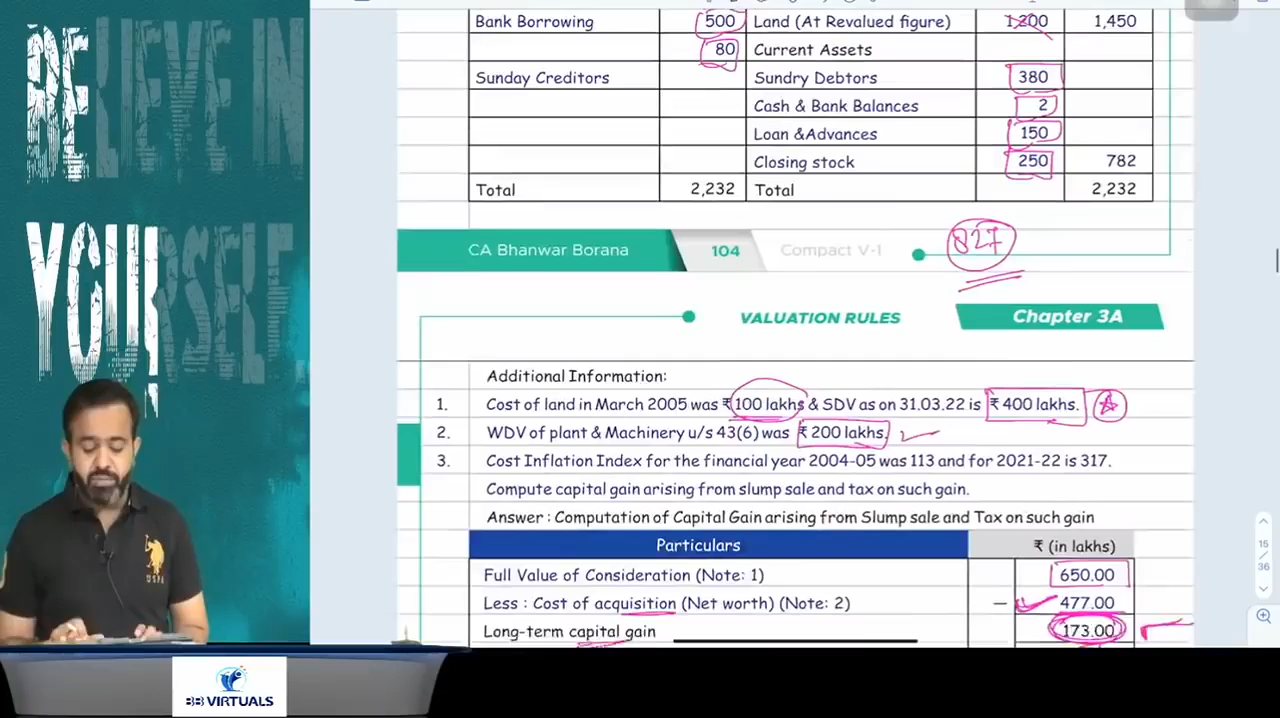 BELIEVE IN
YOURSELF.
Bank Borrowing 500 Land (At Revalued figure) 1,200 1,450
80 Current Assets
Sunday Creditors Sundry Debtors 380
Cash & Bank Balances 2
Loan &Advances 150
Closing stock 250 782
Total 2,232 Total 2,232
CA Bhanwar Borana 104 Compact V-1
827
VALUATION RULES Chapter 3A
Additional Information:
1. Cost of land in March 2005 was ₹ 100 lakhs & SDV as on 31.03.22 is ₹ 400 lakhs.
2. WDV of plant & Machinery u/s 43(6) was ₹ 200 lakhs.
3. Cost Inflation Index for the financial year 2004-05 was 113 and for 2021-22 is 317.
Compute capital gain arising from slump sale and tax on such gain.
Answer : Computation of Capital Gain arising from Slump sale and Tax on such gain
Particulars ₹ (in lakhs)
Full Value of Consideration (Note: 1) 650.00
Less : Cost of acquisition (Net worth) (Note: 2) 477.00
Long-term capital gain 173.00
15
/
36
USPA
BB VIRTUALS